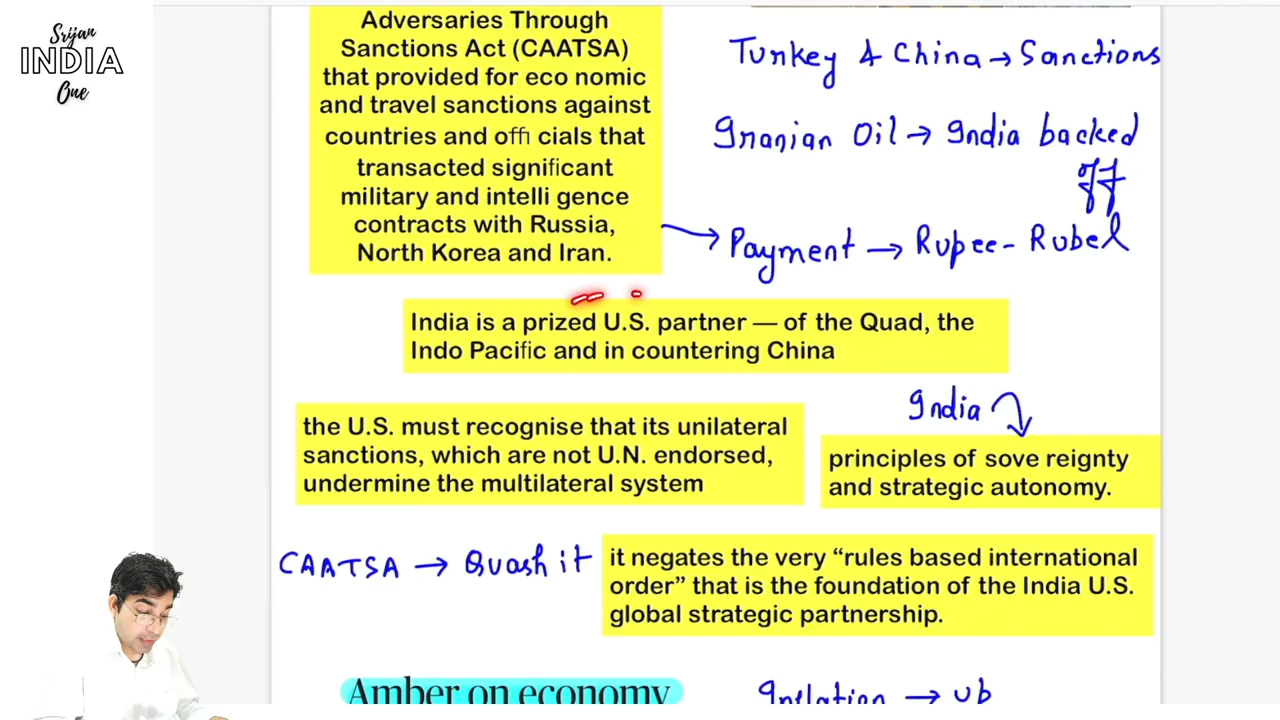 Srijan
INDIA
One
Adversaries Through
Sanctions Act (CAATSA)
that provided for eco nomic
and travel sanctions against
countries and offi cials that
transacted significant
military and intelli gence
contracts with Russia,
North Korea and Iran.
Turkey & China → Sanctions
Iranian Oil → India backed
off
→ Payment → Rupee - Rubel
India is a prized U.S. partner — of the Quad, the
Indo Pacific and in countering China
the U.S. must recognise that its unilateral
sanctions, which are not U.N. endorsed,
undermine the multilateral system
India
principles of sove reignty
and strategic autonomy.
CAATSA → Quash it
it negates the very “rules based international
order” that is the foundation of the India U.S.
global strategic partnership.
Amber on economy
Inflation → up